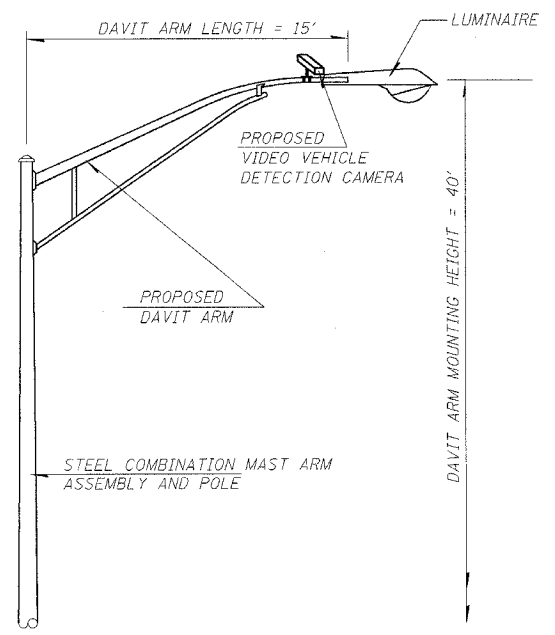 DAVIT ARM LENGTH = 15'
LUMINAIRE
PROPOSED
VIDEO VEHICLE
DETECTION CAMERA
PROPOSED
DAVIT ARM
DAVIT ARM MOUNTING HEIGHT = 40'
STEEL COMBINATION MAST ARM
ASSEMBLY AND POLE